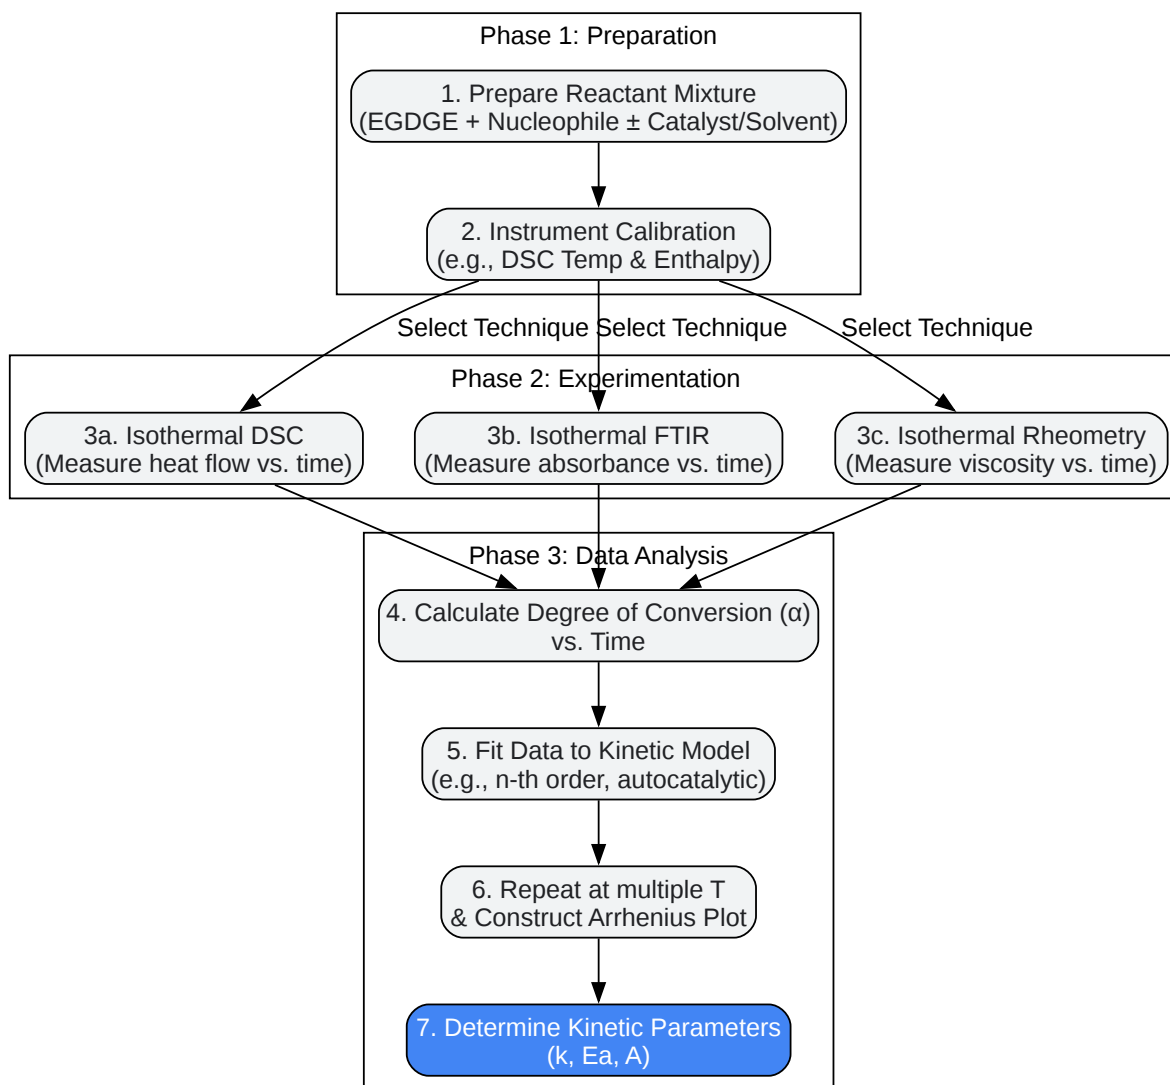 Phase 1: Preparation
1. Prepare Reactant Mixture
(EGDGE + Nucleophile ± Catalyst/Solvent)
2. Instrument Calibration
(e.g., DSC Temp & Enthalpy)
Select Technique
Select Technique
Select Technique
Phase 2: Experimentation
3a. Isothermal DSC
(Measure heat flow vs. time)
3b. Isothermal FTIR
(Measure absorbance vs. time)
3c. Isothermal Rheometry
(Measure viscosity vs. time)
Phase 3: Data Analysis
4. Calculate Degree of Conversion (α)
vs. Time
5. Fit Data to Kinetic Model
(e.g., n-th order, autocatalytic)
6. Repeat at multiple T
& Construct Arrhenius Plot
7. Determine Kinetic Parameters
(k, Ea, A)